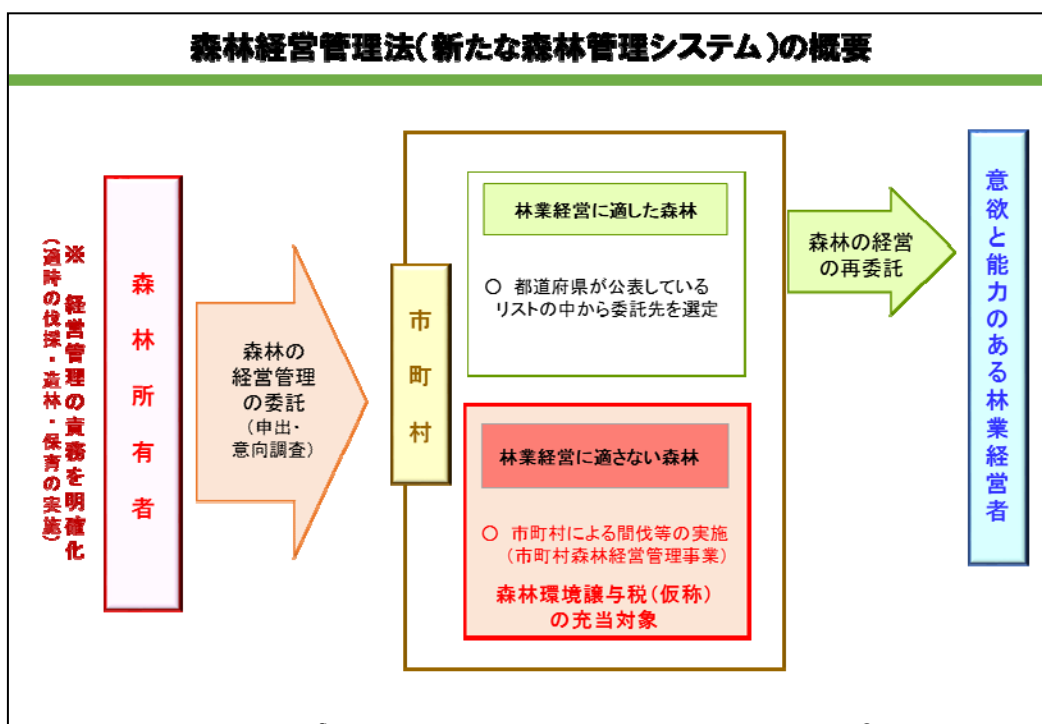 森林経営管理法(新たな森林管理システム)の概要
※ 経営管理の責務を明確化
(適時の伐採・造林・保育の実施)
森林所有者
森林の
経営管理
の委託
(申出・
意向調査)
市町村
林業経営に適した森林
○ 都道府県が公表している
リストの中から委託先を選定
林業経営に適さない森林
○ 市町村による間伐等の実施
(市町村森林経営管理事業)
森林環境譲与税(仮称)
の充当対象
森林の経営
の再委託
意欲と能力のある林業経営者